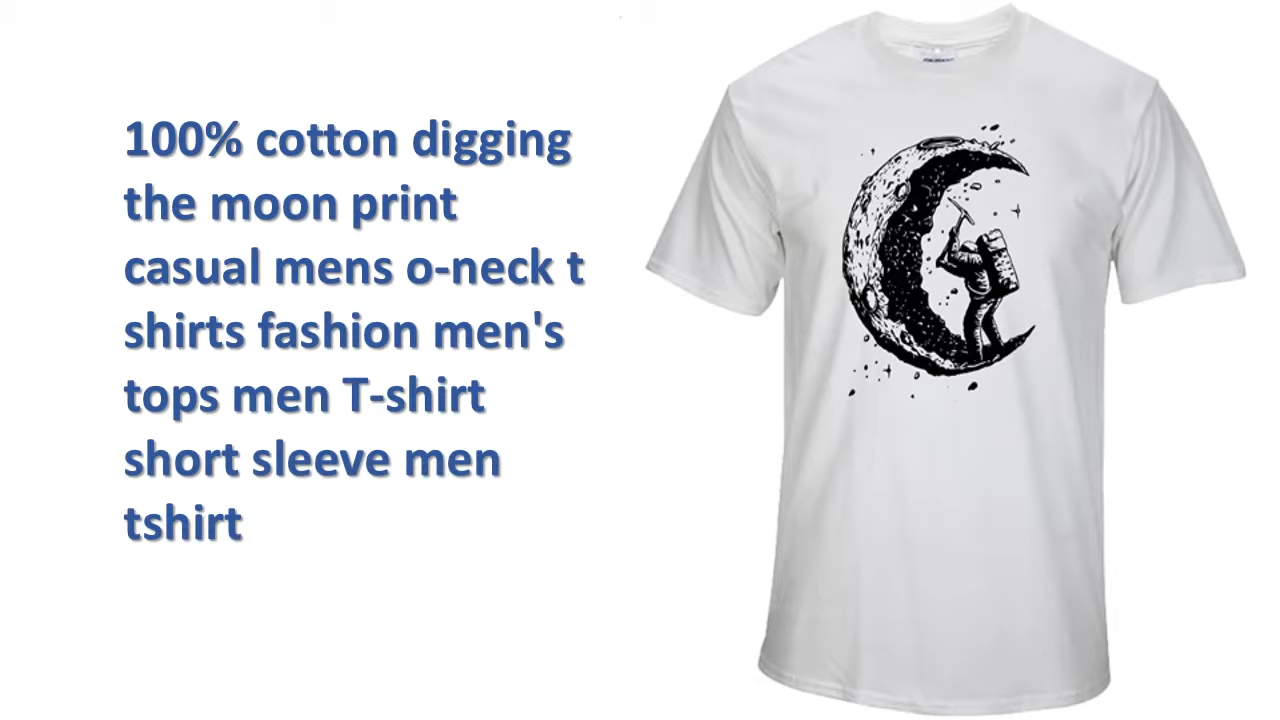 100% cotton digging
the moon print
casual mens o-neck t
shirts fashion men's
tops men T-shirt
short sleeve men
tshirt